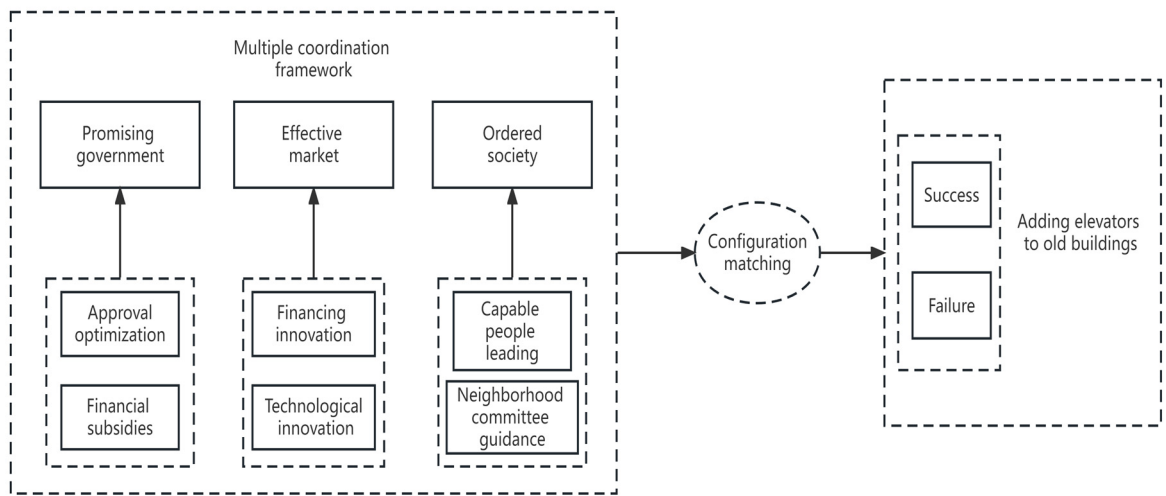 Multiple coordination
framework
Promising
government
Effective
market
Ordered
society
Approval
optimization
Financial
subsidies
Financing
innovation
Technological
innovation
Capable
people
leading
Neighborhood
committee
guidance
Configuration
matching
Success
Failure
Adding elevators
to old buildings